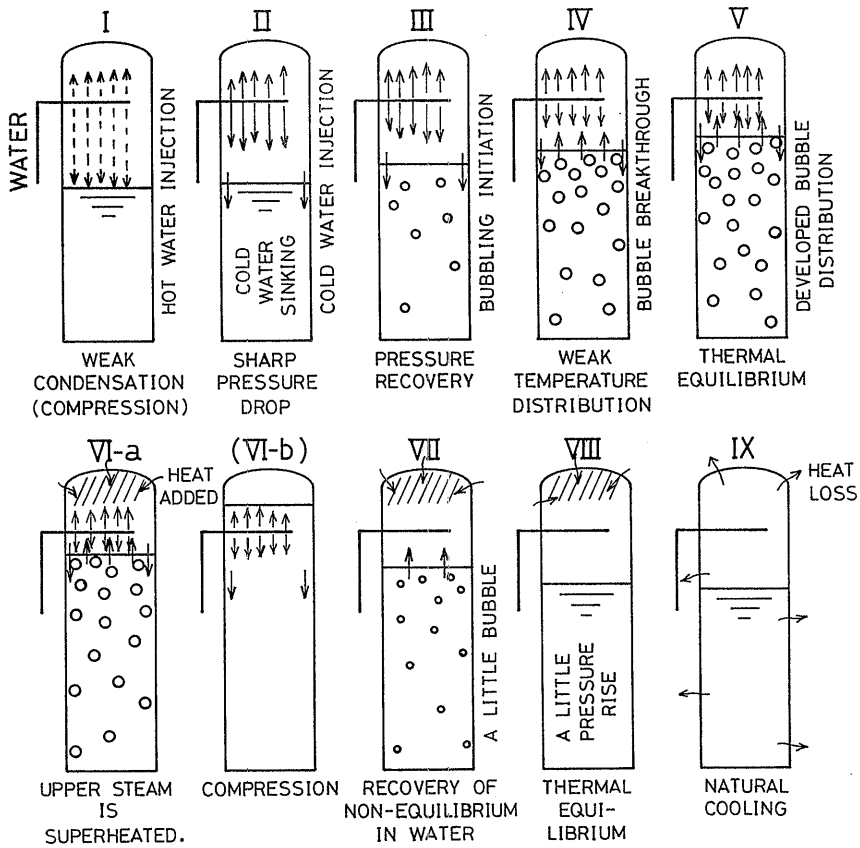 I
II
III
IV
V
WATER
HOT WATER INJECTION
COLD WATER SINKING
COLD WATER INJECTION
BUBBLING INITIATION
BUBBLE BREAKTHROUGH
DEVELOPED BUBBLE
DISTRIBUTION
WEAK
CONDENSATION
(COMPRESSION)
SHARP
PRESSURE
DROP
PRESSURE
RECOVERY
WEAK
TEMPERATURE
DISTRIBUTION
THERMAL
EQUILIBRIUM
VI-a
(VI-b)
VII
VIII
IX
HEAT
ADDED
HEAT
LOSS
A LITTLE BUBBLE
A LITTLE
PRESSURE
RISE
UPPER STEAM
IS
SUPERHEATED.
COMPRESSION
RECOVERY OF
NON-EQUILIBRIUM
IN WATER
THERMAL
EQUI-
LIBRIUM
NATURAL
COOLING